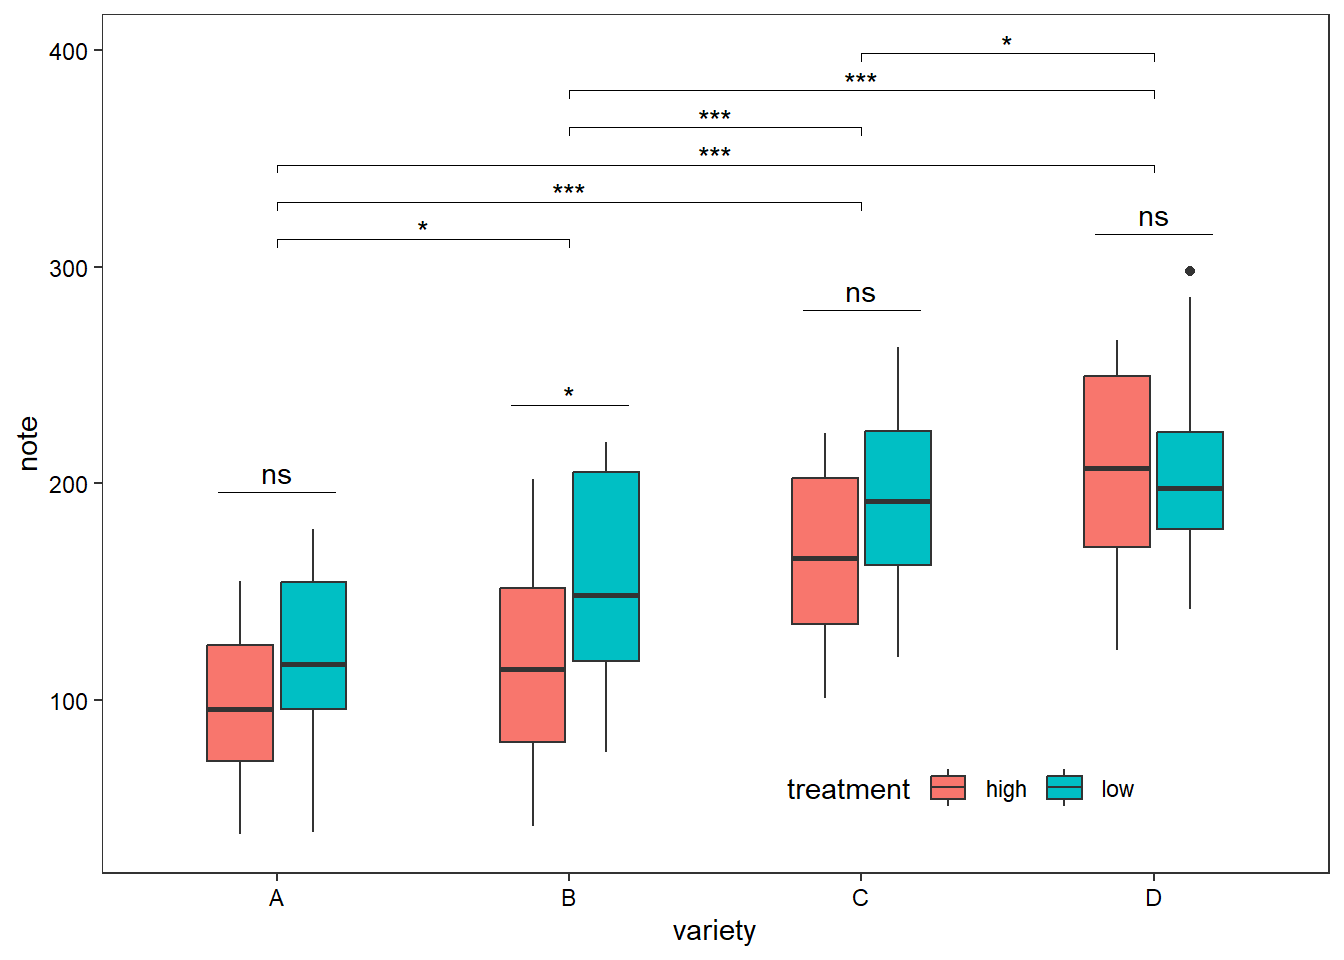 400
*
***
***
***
***
*
ns
300
ns
*
note
ns
200
100
treatment high low
A B C D
variety